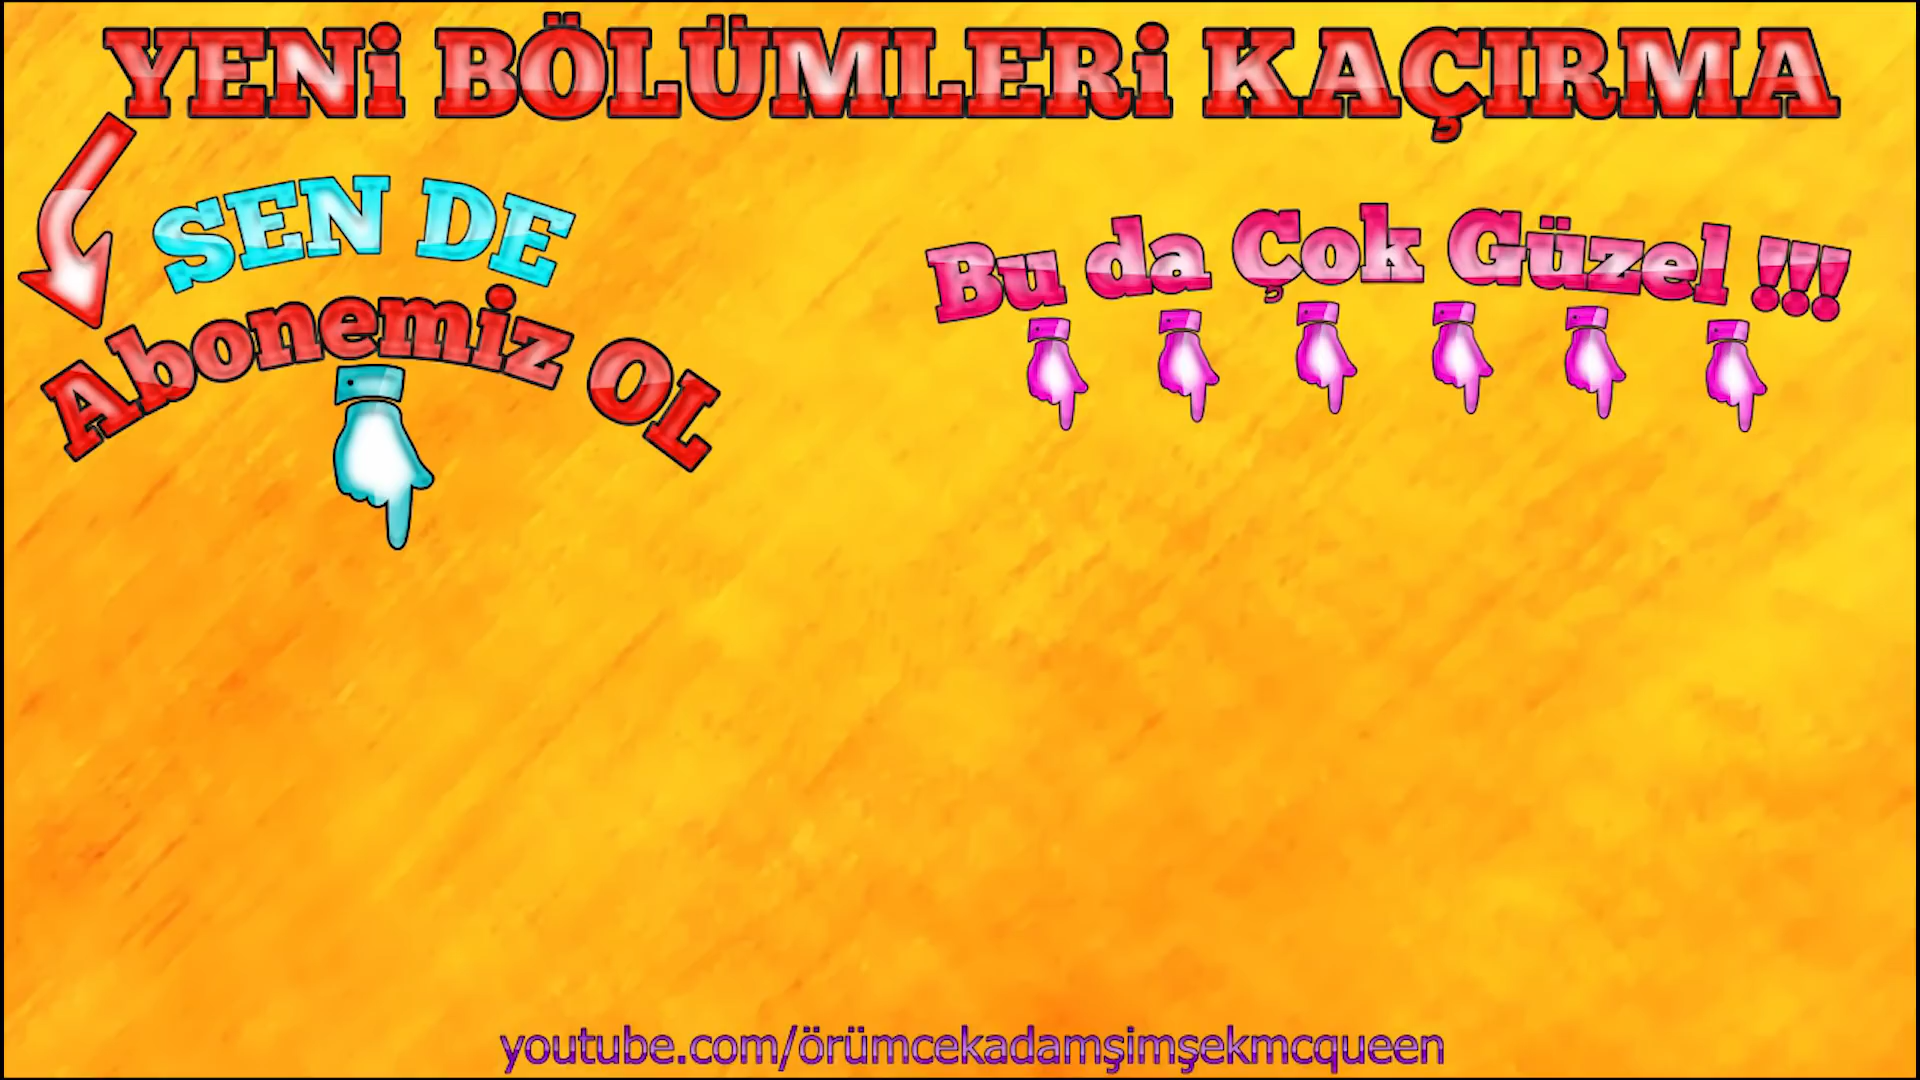 YENi BÖLÜMLERi KAÇIRMA
SEN DE
Abonemiz OL
Bu da Çok Güzel !!!
youtube.com/örümcekadamşimşekmcqueen